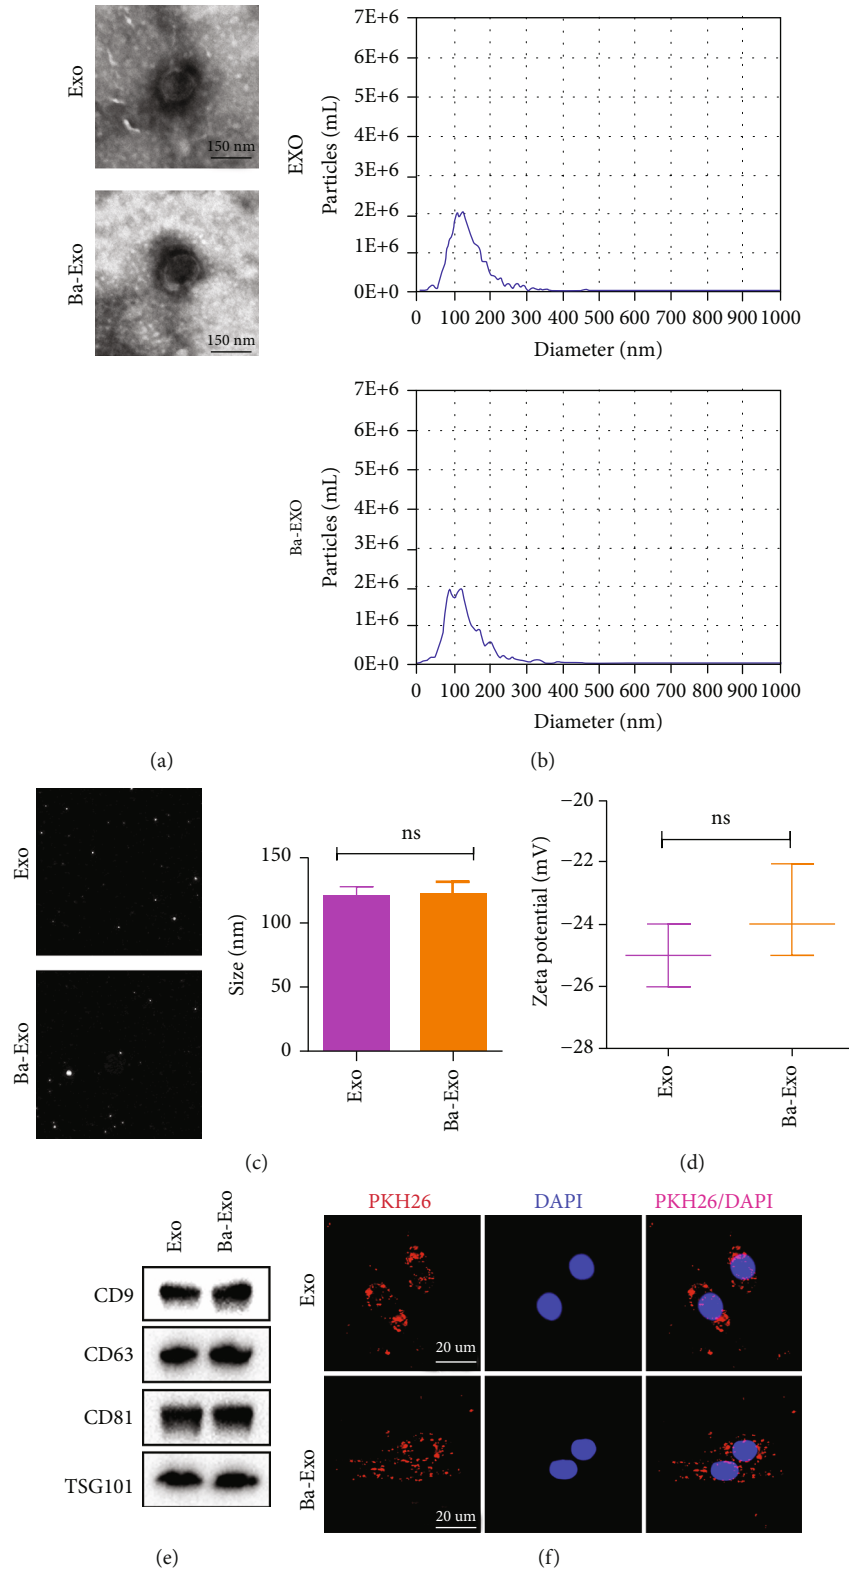 Exo
150 nm
Ba-Exo
150 nm
(a)
EXO
Particles (mL)
7E+6
6E+6
5E+6
4E+6
3E+6
2E+6
1E+6
0E+0
0 100 200 300 400 500 600 700 800 900 1000
Diameter (nm)
Ba-EXO
Particles (mL)
7E+6
6E+6
5E+6
4E+6
3E+6
2E+6
1E+6
0E+0
0 100 200 300 400 500 600 700 800 900 1000
Diameter (nm)
(b)
Exo
Ba-Exo
Size (nm)
150
100
50
0
ns
Exo
Ba-Exo
(c)
Zeta potential (mV)
−20
−22
−24
−26
−28
ns
Exo
Ba-Exo
(d)
Exo
Ba-Exo
CD9
CD63
CD81
TSG101
(e)
PKH26 DAPI PKH26/DAPI
Exo
20 um
Ba-Exo
20 um
(f)